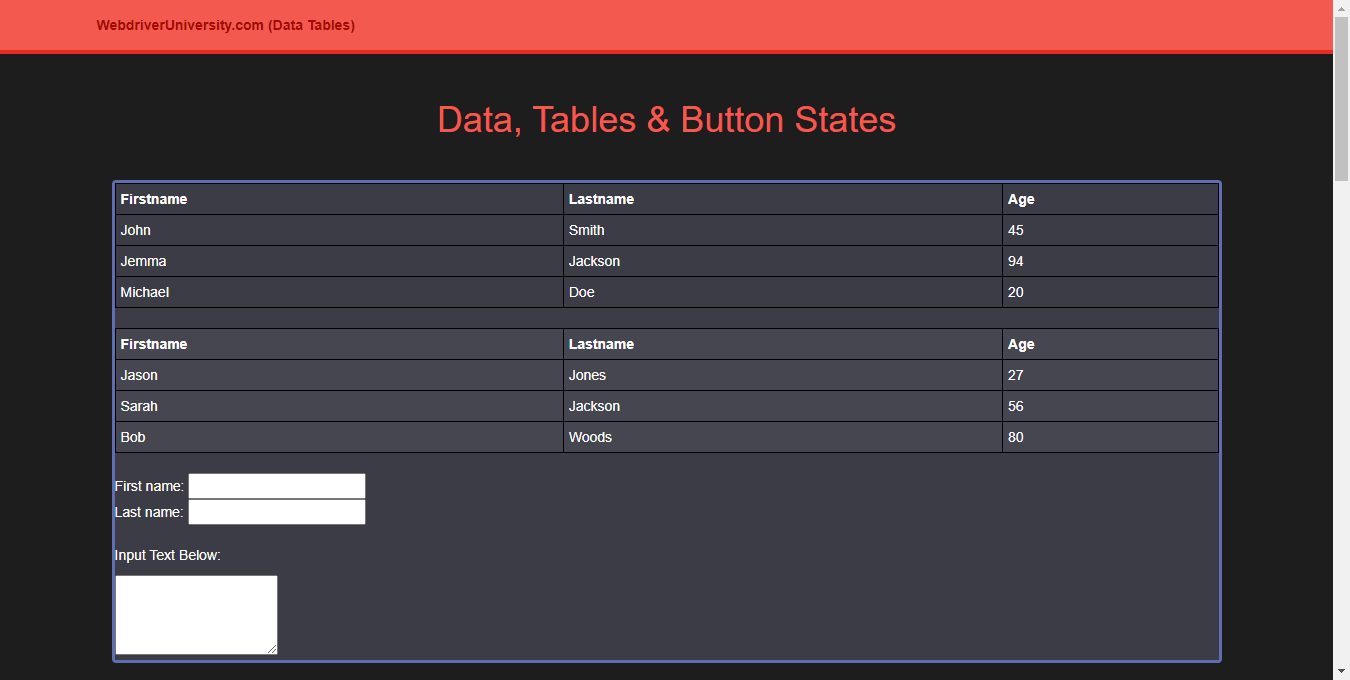 WebdriverUniversity.com (Data Tables)
Data, Tables & Button States
Firstname Lastname Age
John Smith 45
Jemma Jackson 94
Michael Doe 20
Firstname Lastname Age
Jason Jones 27
Sarah Jackson 56
Bob Woods 80
First name:
Last name:
Input Text Below: